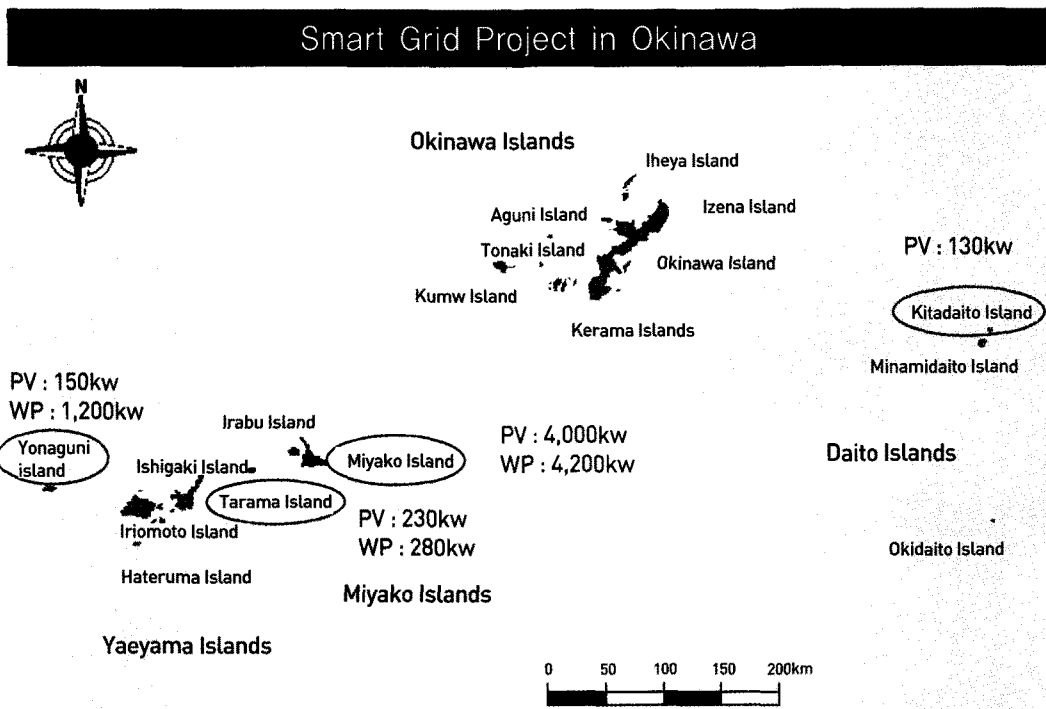 Smart Grid Project in Okinawa
N
Okinawa Islands
Iheya Island
Izena Island
Aguni Island
Tonaki Island
Okinawa Island
Kumw Island
Kerama Islands
PV : 130kw
Kitadaito Island
Minamidaito Island
PV : 150kw
WP : 1,200kw
Yonaguni
island
Irabu Island
Ishigaki Island
Miyako Island
PV : 4,000kw
WP : 4,200kw
Tarama Island
PV : 230kw
WP : 280kw
Iriomoto Island
Hateruma Island
Miyako Islands
Yaeyama Islands
Daito Islands
Okidaito Island
0 50 100 150 200km